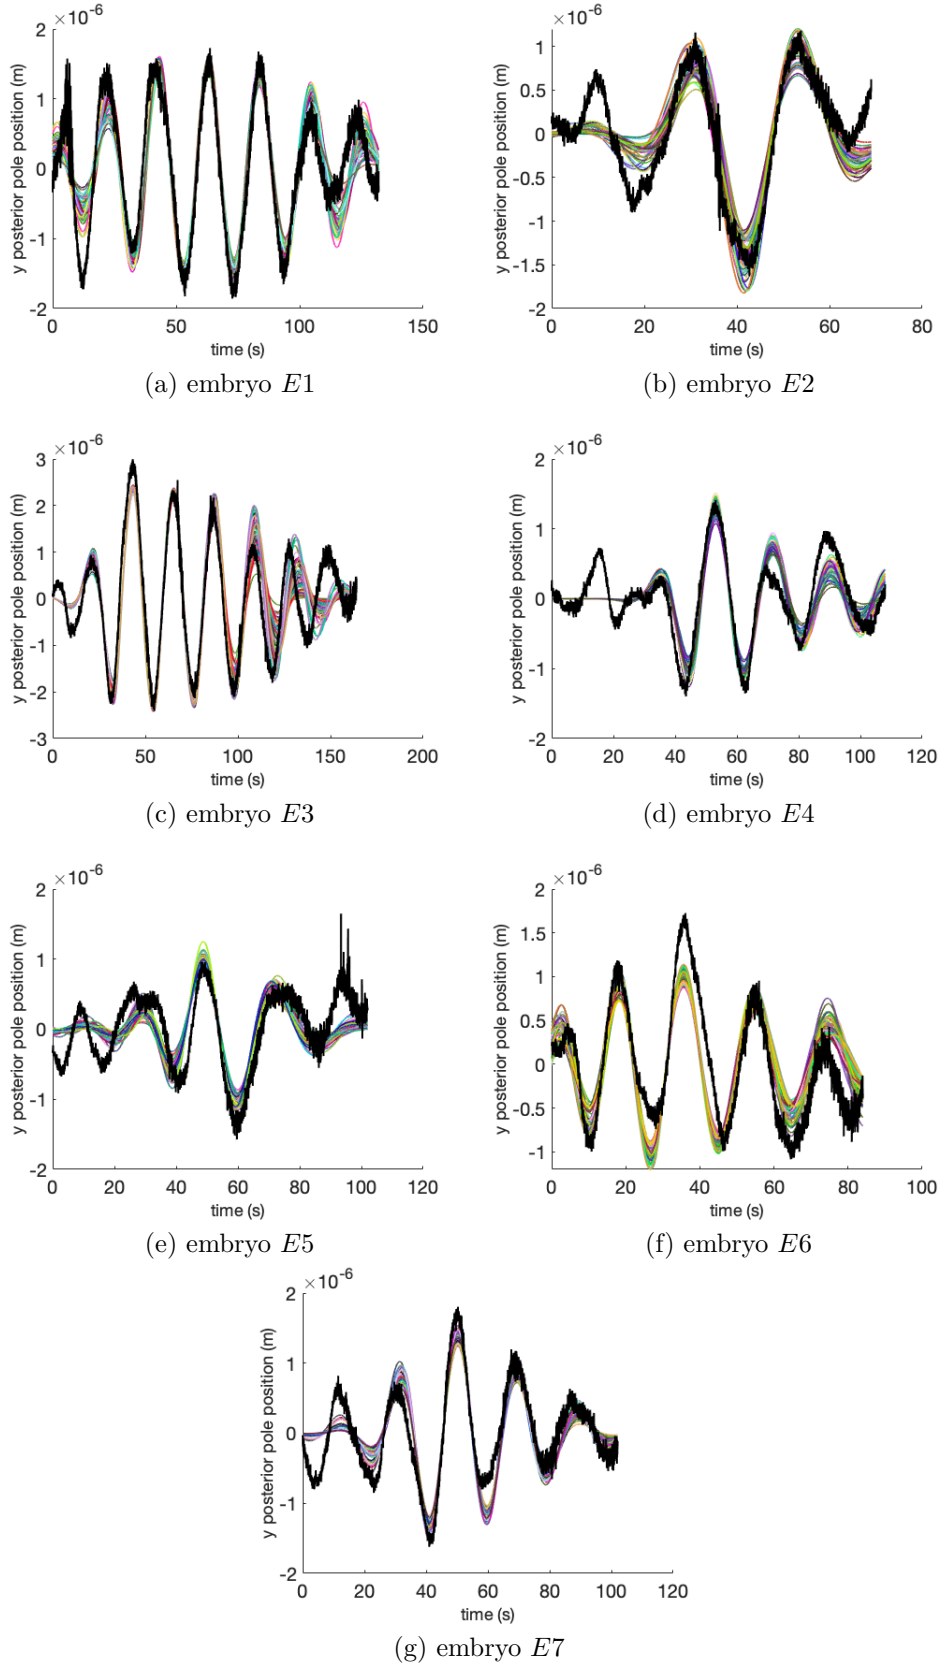 ×10⁻⁶
2
1
0
-1
-2
y posterior pole position (m)
0 50 100 150
time (s)
(a) embryo E1
×10⁻⁶
1
0.5
0
-0.5
-1
-1.5
-2
y posterior pole position (m)
0 20 40 60 80
time (s)
(b) embryo E2
×10⁻⁶
3
2
1
0
-1
-2
-3
y posterior pole position (m)
0 50 100 150 200
time (s)
(c) embryo E3
×10⁻⁶
2
1
0
-1
-2
y posterior pole position (m)
0 20 40 60 80 100 120
time (s)
(d) embryo E4
×10⁻⁶
2
1
0
-1
-2
y posterior pole position (m)
0 20 40 60 80 100 120
time (s)
(e) embryo E5
×10⁻⁶
2
1.5
1
0.5
0
-0.5
-1
y posterior pole position (m)
0 20 40 60 80 100
time (s)
(f) embryo E6
×10⁻⁶
2
1
0
-1
-2
y posterior pole position (m)
0 20 40 60 80 100 120
time (s)
(g) embryo E7